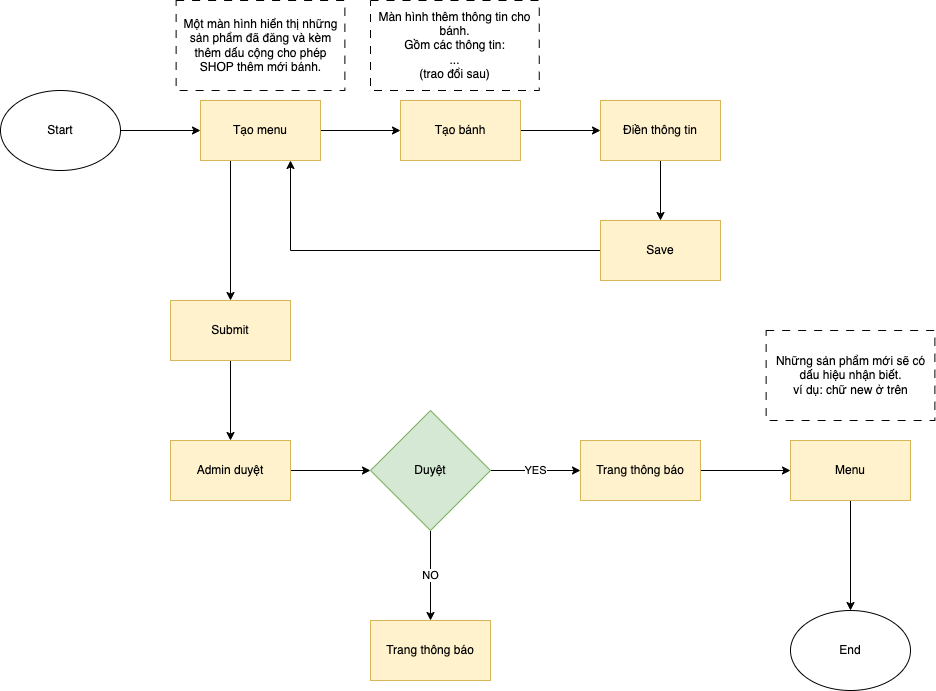 Một màn hình hiển thị những
sản phẩm đã đăng và kèm
thêm dấu cộng cho phép
SHOP thêm mới bánh.
Màn hình thêm thông tin cho
bánh.
Gồm các thông tin:
...
(trao đổi sau)
Start
Tạo menu
Tạo bánh
Điền thông tin
Save
Submit
Những sản phẩm mới sẽ có
dấu hiệu nhận biết.
ví dụ: chữ new ở trên
Admin duyệt
Duyệt
YES
Trang thông báo
Menu
NO
Trang thông báo
End